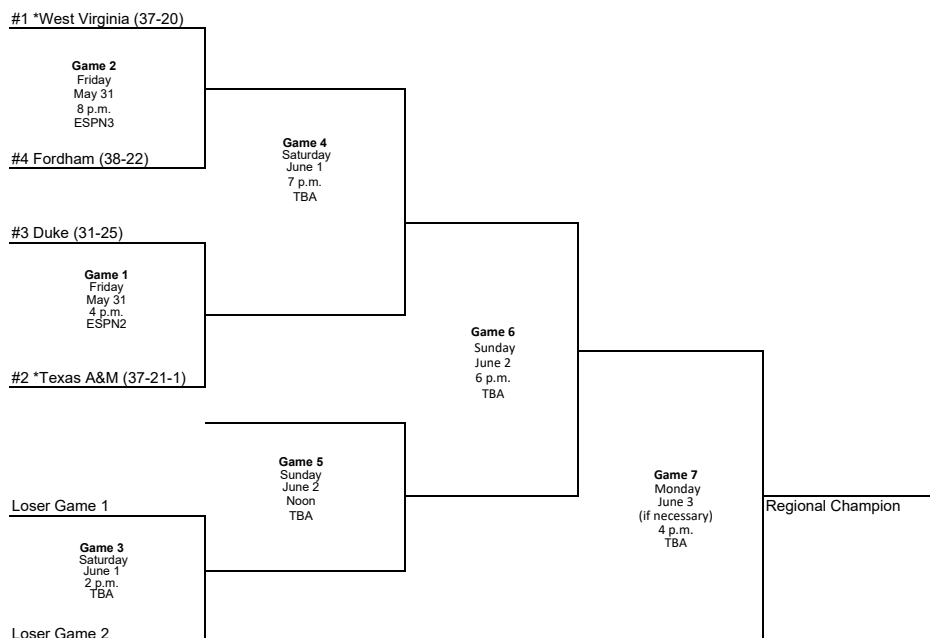 #1 *West Virginia (37-20)
Game 2
Friday
May 31
8 p.m.
ESPN3
#4 Fordham (38-22)
Game 4
Saturday
June 1
7 p.m.
TBA
#3 Duke (31-25)
Game 1
Friday
May 31
4 p.m.
ESPN2
#2 *Texas A&M (37-21-1)
Game 6
Sunday
June 2
6 p.m.
TBA
Game 5
Sunday
June 2
Noon
TBA
Game 7
Monday
June 3
(if necessary)
4 p.m.
TBA
Regional Champion
Loser Game 1
Game 3
Saturday
June 1
2 p.m.
TBA
Loser Game 2